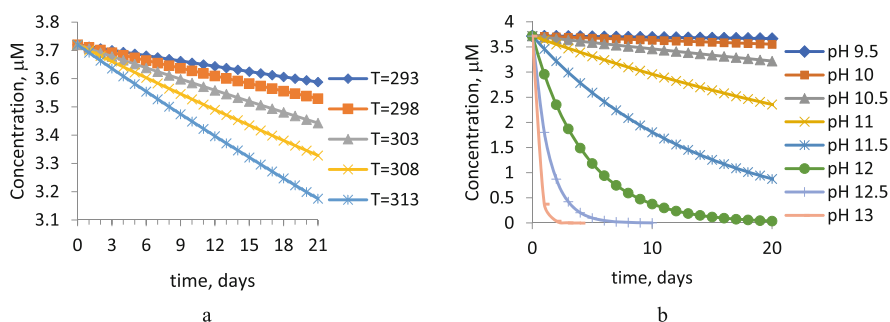 3.8
3.7
3.6
3.5
3.4
3.3
3.2
3.1
Concentration, μM
0 3 6 9 12 15 18 21
time, days
T=293
T=298
T=303
T=308
T=313
a
4
3.5
3
2.5
2
1.5
1
0.5
0
Concentration, μM
0 10 20
time, days
pH 9.5
pH 10
pH 10.5
pH 11
pH 11.5
pH 12
pH 12.5
pH 13
b